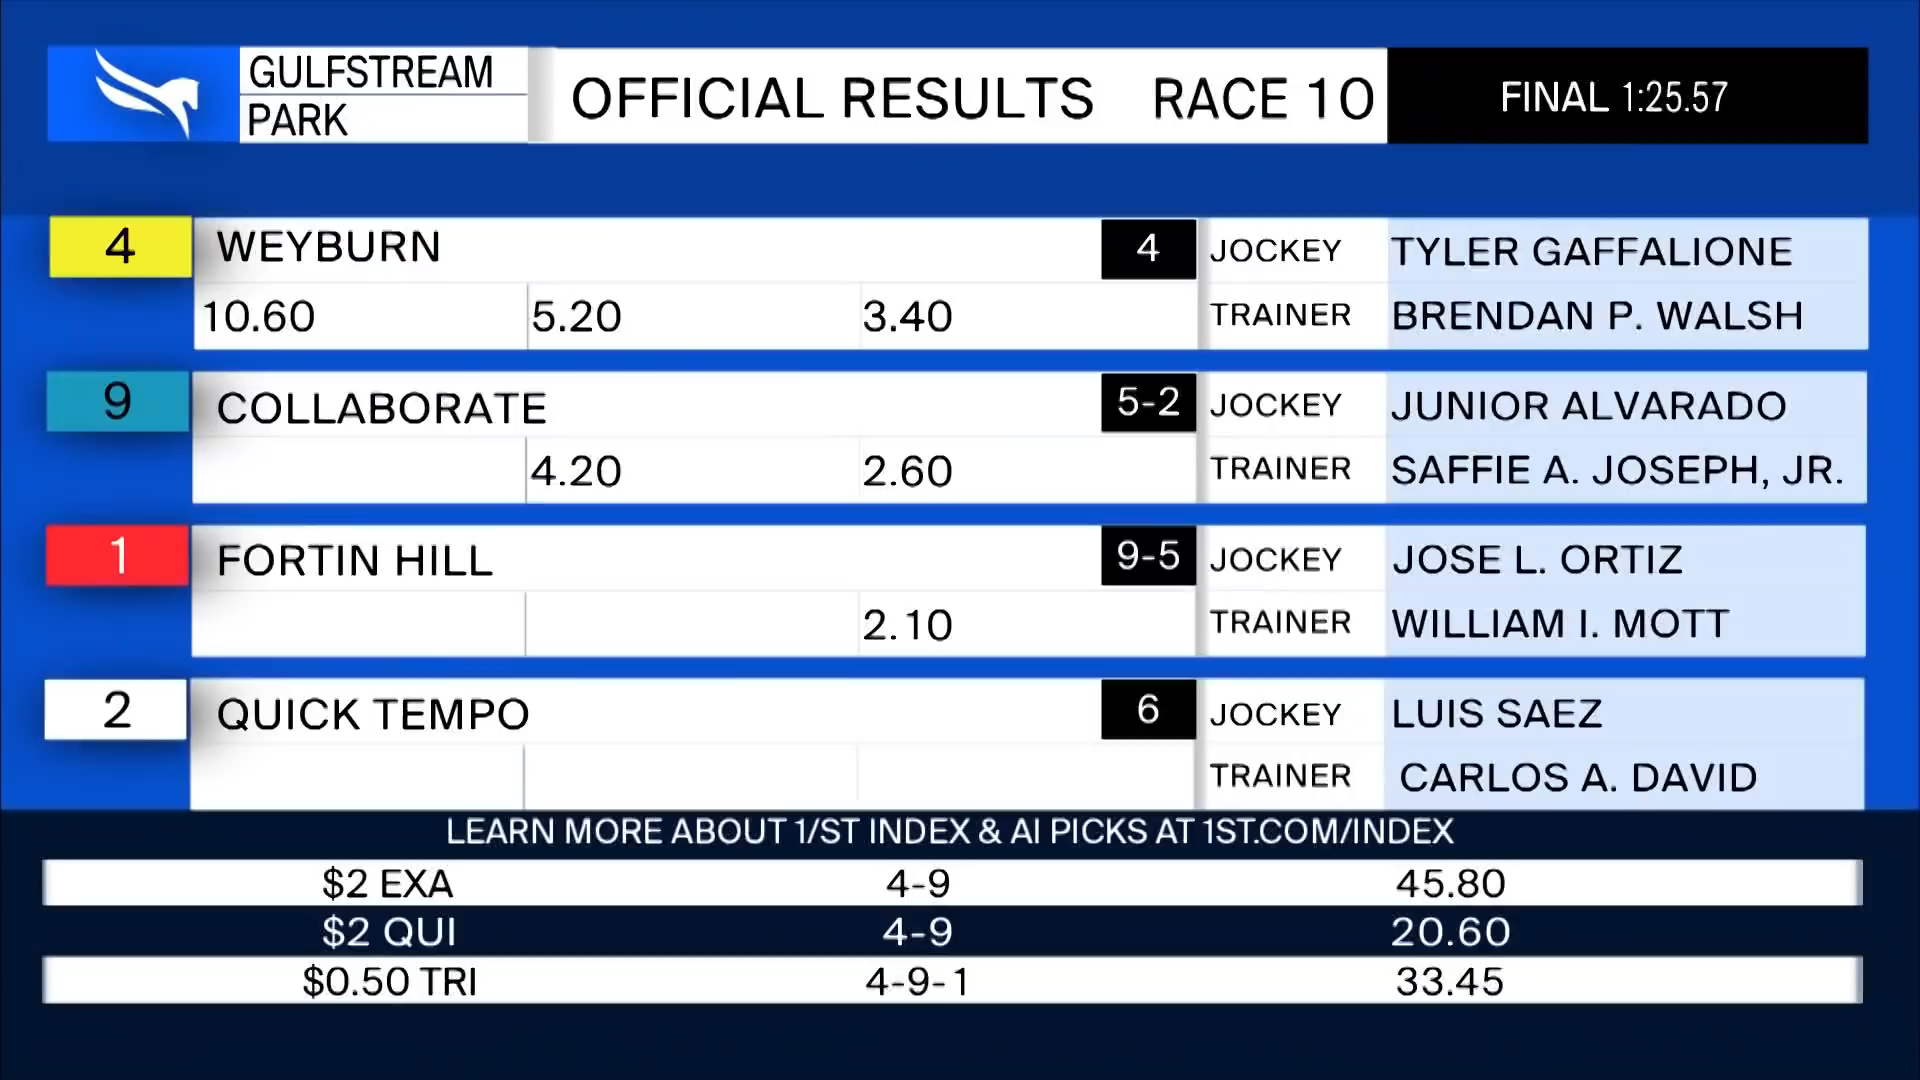 GULFSTREAM
PARK
OFFICIAL RESULTS RACE 10
FINAL 1:25.57
4 WEYBURN 4 JOCKEY TYLER GAFFALIONE
10.60 5.20 3.40 TRAINER BRENDAN P. WALSH
9 COLLABORATE 5-2 JOCKEY JUNIOR ALVARADO
4.20 2.60 TRAINER SAFFIE A. JOSEPH, JR.
1 FORTIN HILL 9-5 JOCKEY JOSE L. ORTIZ
2.10 TRAINER WILLIAM I. MOTT
2 QUICK TEMPO 6 JOCKEY LUIS SAEZ
TRAINER CARLOS A. DAVID
LEARN MORE ABOUT 1/ST INDEX & AI PICKS AT 1ST.COM/INDEX
$2 EXA 4-9 45.80
$2 QUI 4-9 20.60
$0.50 TRI 4-9-1 33.45